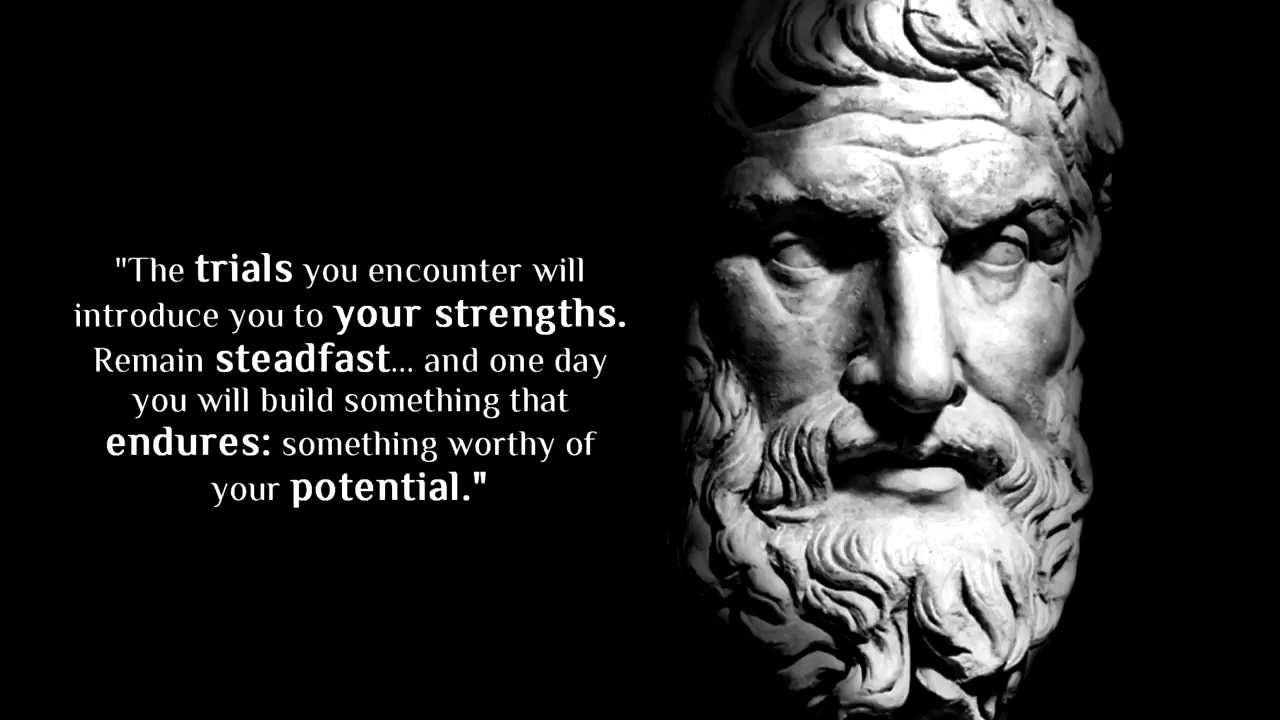 "The trials you encounter will
introduce you to your strengths.
Remain steadfast... and one day
you will build something that
endures: something worthy of
your potential."